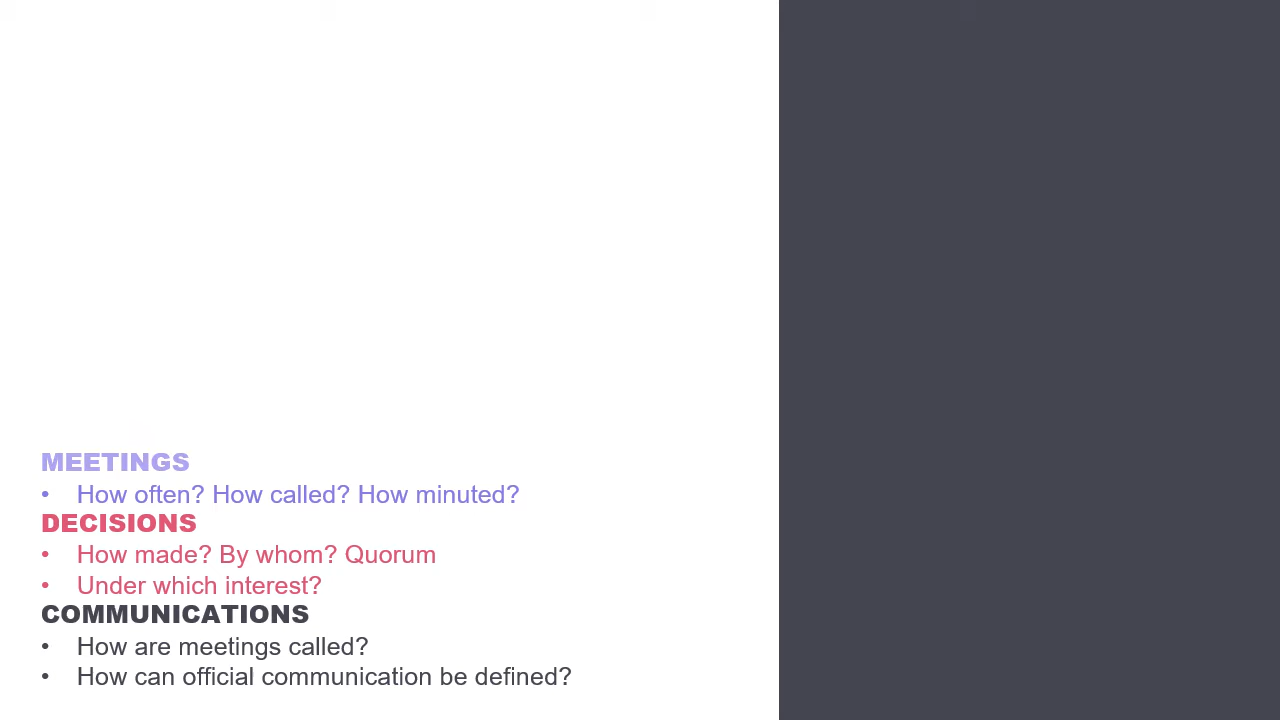 MEETINGS
• How often? How called? How minuted?
DECISIONS
• How made? By whom? Quorum
• Under which interest?
COMMUNICATIONS
• How are meetings called?
• How can official communication be defined?